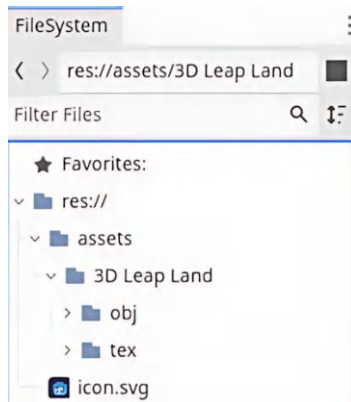 FileSystem
res://assets/3D Leap Land
Filter Files
Favorites:
res://
assets
3D Leap Land
obj
tex
icon.svg